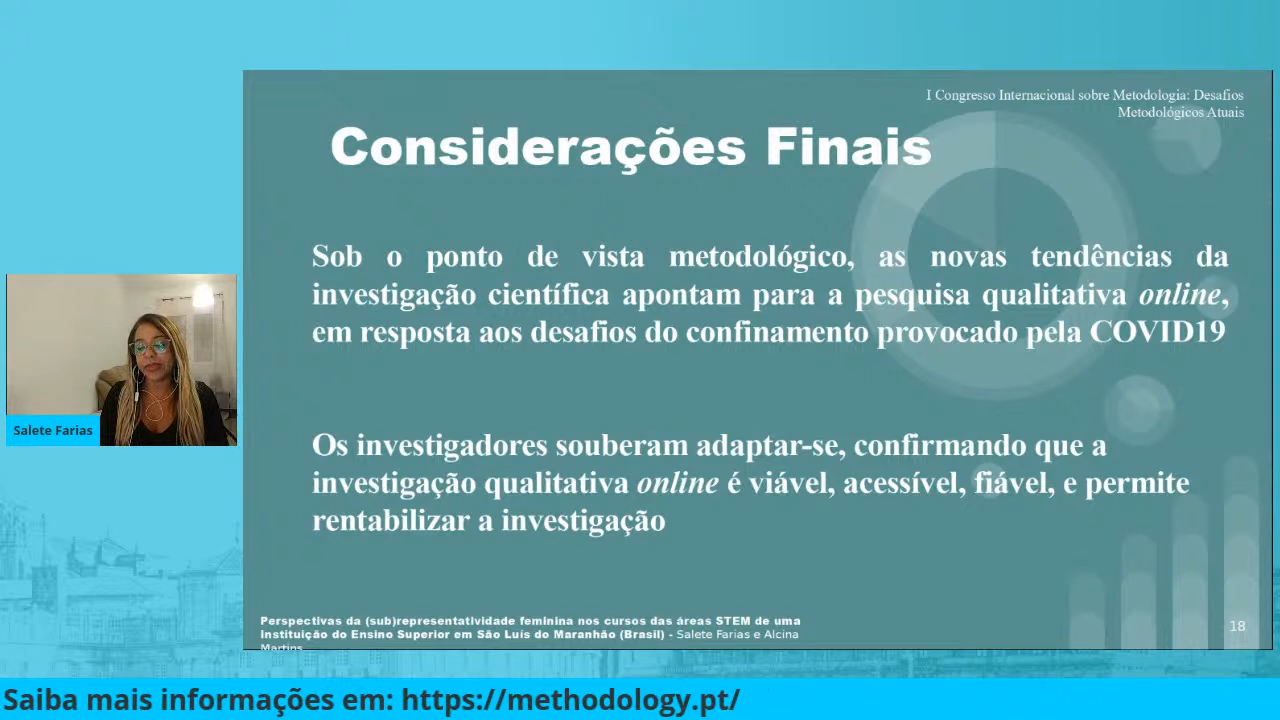 I Congresso Internacional sobre Metodologia: Desafios
Metodológicos Atuais
Considerações Finais
Sob o ponto de vista metodológico, as novas tendências da
investigação científica apontam para a pesquisa qualitativa online,
em resposta aos desafios do confinamento provocado pela COVID19
Os investigadores souberam adaptar-se, confirmando que a
investigação qualitativa online é viável, acessível, fiável, e permite
rentabilizar a investigação
Salete Farias
Perspectivas da (sub)representatividade feminina nos cursos das áreas STEM de uma
Instituição do Ensino Superior em São Luís do Maranhão (Brasil) - Salete Farias e Alcina
Martins
18
Saiba mais informações em: https://methodology.pt/